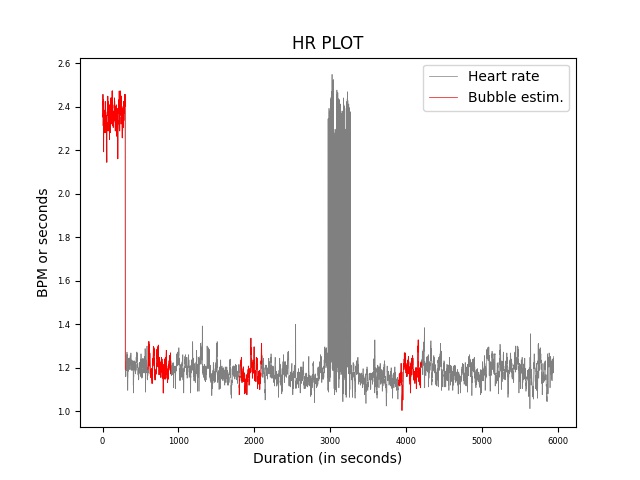 HR PLOT
Heart rate
Bubble estim.
BPM or seconds
2.6
2.4
2.2
2.0
1.8
1.6
1.4
1.2
1.0
0 1000 2000 3000 4000 5000 6000
Duration (in seconds)